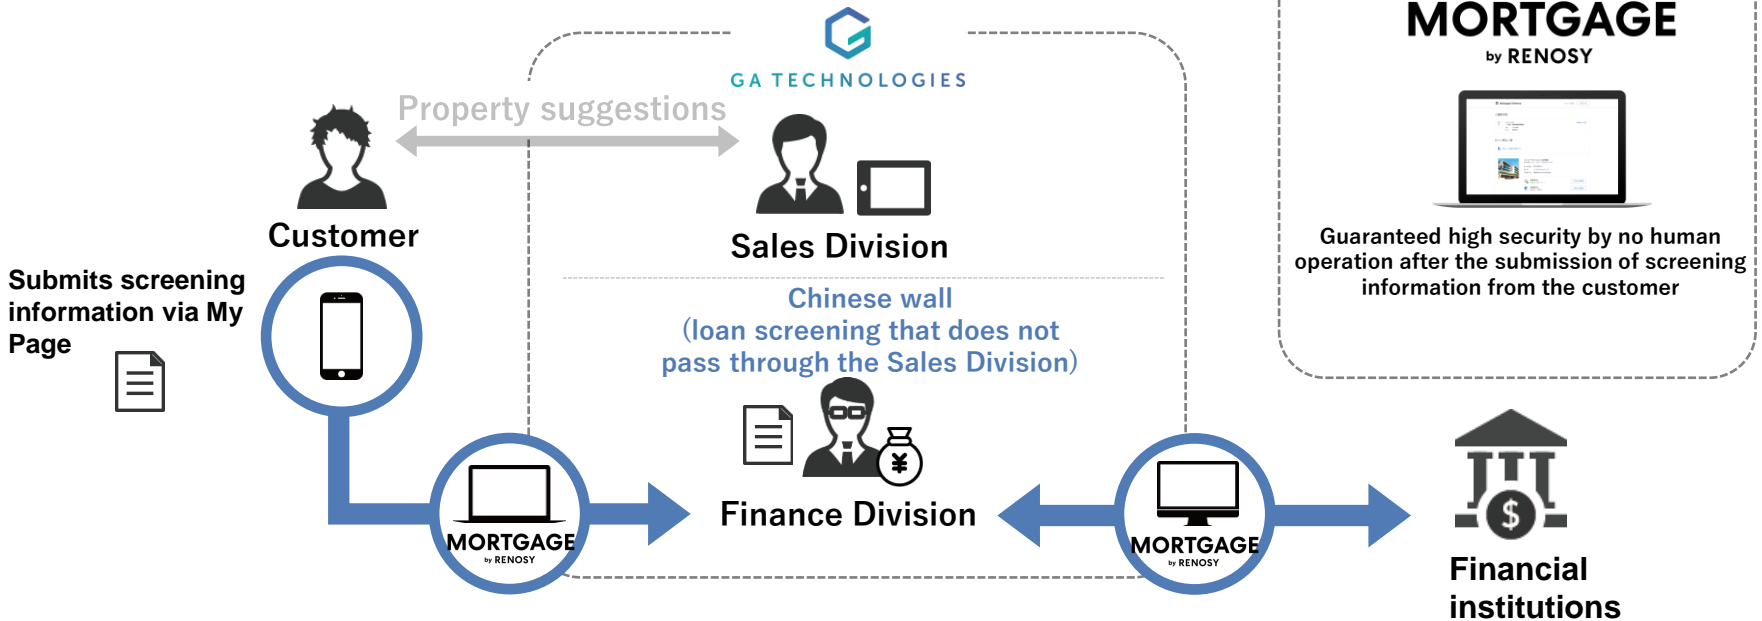 GA TECHNOLOGIES
MORTGAGE
by RENOSY
Guaranteed high security by no human
operation after the submission of screening
information from the customer
Property suggestions
Customer
Sales Division
Submits screening
information via My
Page
Chinese wall
(loan screening that does not
pass through the Sales Division)
¥
Finance Division
MORTGAGE
by RENOSY
MORTGAGE
by RENOSY
$
Financial
institutions